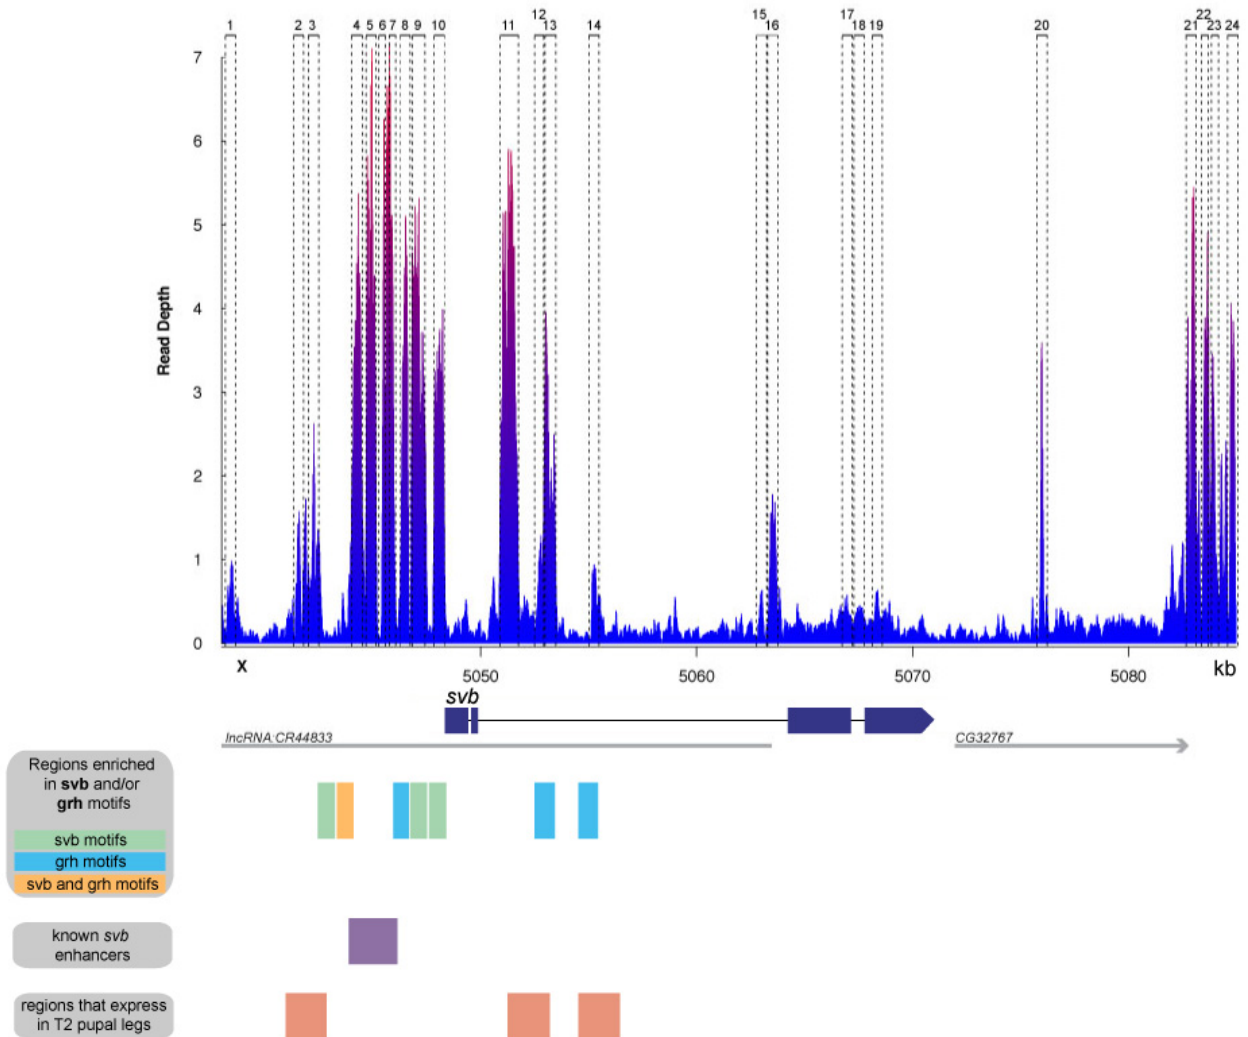 12 15 17 22
1 2 3 4 5 6 7 8 9 10 11 13 14 16 18 19 20 21 23 24
7
6
5
4
3
2
1
0
Read Depth
x 5050 5060 5070 5080 kb
svb
lncRNA:CR44833 CG32767
Regions enriched
in svb and/or
grh motifs
svb motifs
grh motifs
svb and grh motifs
known svb
enhancers
regions that express
in T2 pupal legs